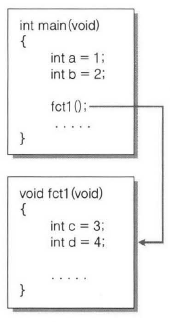 int main(void)
{
int a = 1;
int b = 2;
fct1();
.....
}
void fct1(void)
{
int c = 3;
int d = 4;
.....
}